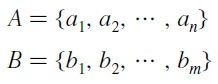 A = {a₁, a₂, ⋯ , aₙ}
B = {b₁, b₂, ⋯ , bₘ}